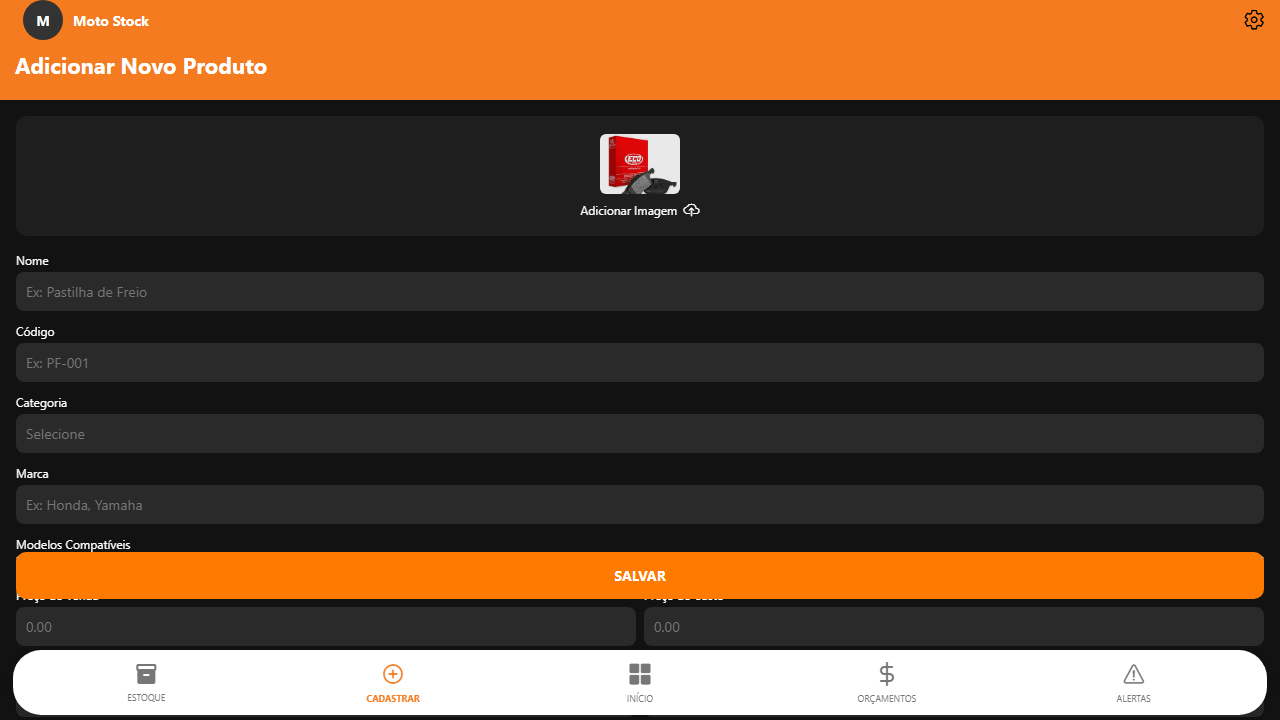 M Moto Stock
Adicionar Novo Produto
Adicionar Imagem
Nome
Ex: Pastilha de Freio
Código
Ex: PF-001
Categoria
Selecione
Marca
Ex: Honda, Yamaha
Modelos Compatíveis
SALVAR
0.00 0.00
ESTOQUE CADASTRAR INÍCIO ORÇAMENTOS ALERTAS